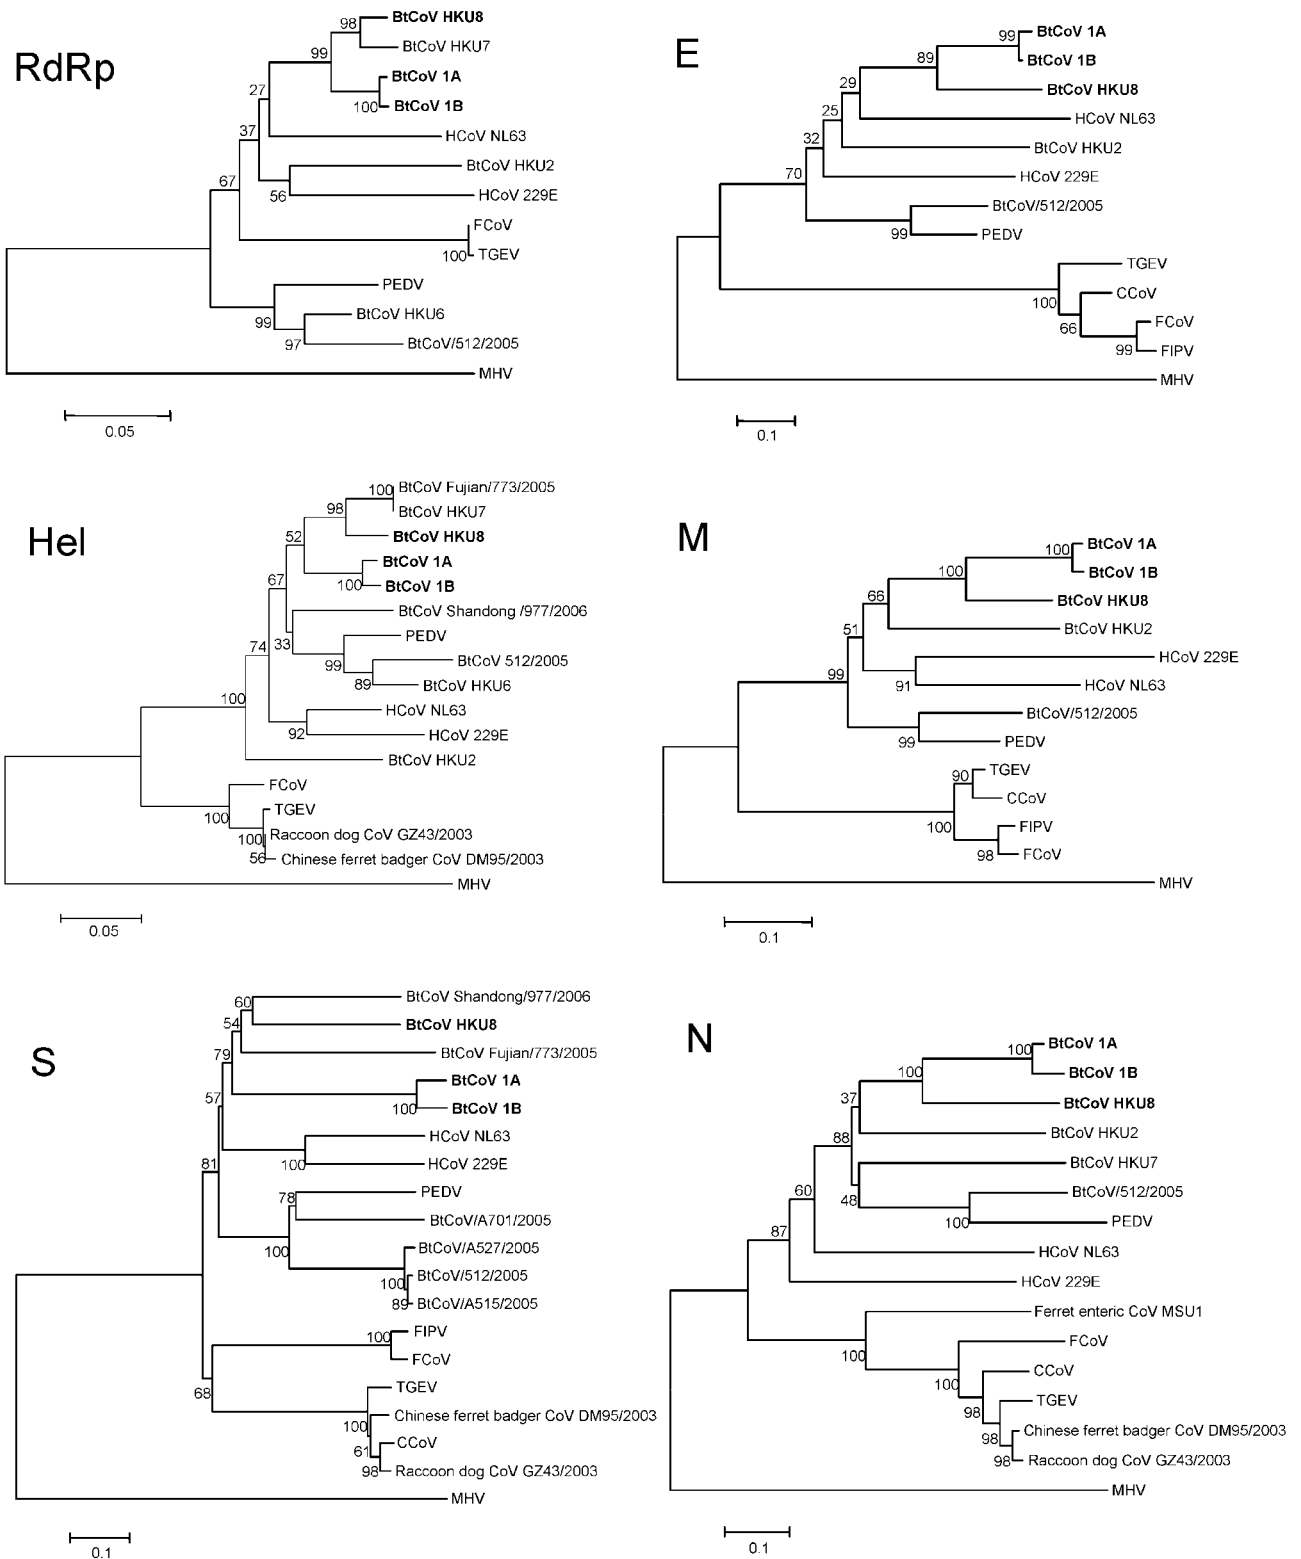 RdRp
98
BtCoV HKU8
BtCoV HKU7
99
BtCoV 1A
100
BtCoV 1B
27
HCoV NL63
37
BtCoV HKU2
56
HCoV 229E
67
FCoV
100
TGEV
PEDV
99
BtCoV HKU6
97
BtCoV/512/2005
MHV
0.05
E
99
BtCoV 1A
BtCoV 1B
89
BtCoV HKU8
29
HCoV NL63
25
BtCoV HKU2
32
HCoV 229E
70
BtCoV/512/2005
99
PEDV
TGEV
100
CCoV
66
FCoV
99
FIPV
MHV
0.1
Hel
100
BtCoV Fujian/773/2005
BtCoV HKU7
98
BtCoV HKU8
52
BtCoV 1A
100
BtCoV 1B
67
BtCoV Shandong /977/2006
33
PEDV
99
BtCoV 512/2005
89
BtCoV HKU6
74
HCoV NL63
92
HCoV 229E
100
BtCoV HKU2
FCoV
100
TGEV
100
Raccoon dog CoV GZ43/2003
56
Chinese ferret badger CoV DM95/2003
MHV
0.05
M
100
BtCoV 1A
BtCoV 1B
100
BtCoV HKU8
66
BtCoV HKU2
51
HCoV 229E
91
HCoV NL63
99
BtCoV/512/2005
99
PEDV
90
TGEV
CCoV
100
FIPV
98
FCoV
MHV
0.1
S
60
BtCoV Shandong/977/2006
54
BtCoV HKU8
79
BtCoV Fujian/773/2005
BtCoV 1A
57
100
BtCoV 1B
HCoV NL63
81
100
HCoV 229E
78
PEDV
BtCoV/A701/2005
100
BtCoV/A527/2005
100
BtCoV/512/2005
89
BtCoV/A515/2005
100
FIPV
FCoV
68
TGEV
100
Chinese ferret badger CoV DM95/2003
61
CCoV
98
Raccoon dog CoV GZ43/2003
MHV
0.1
N
100
BtCoV 1A
100
BtCoV 1B
37
BtCoV HKU8
88
BtCoV HKU2
BtCoV HKU7
60
48
BtCoV/512/2005
100
PEDV
87
HCoV NL63
HCoV 229E
Ferret enteric CoV MSU1
100
FCoV
100
CCoV
98
TGEV
98
Chinese ferret badger CoV DM95/2003
98
Raccoon dog CoV GZ43/2003
MHV
0.1